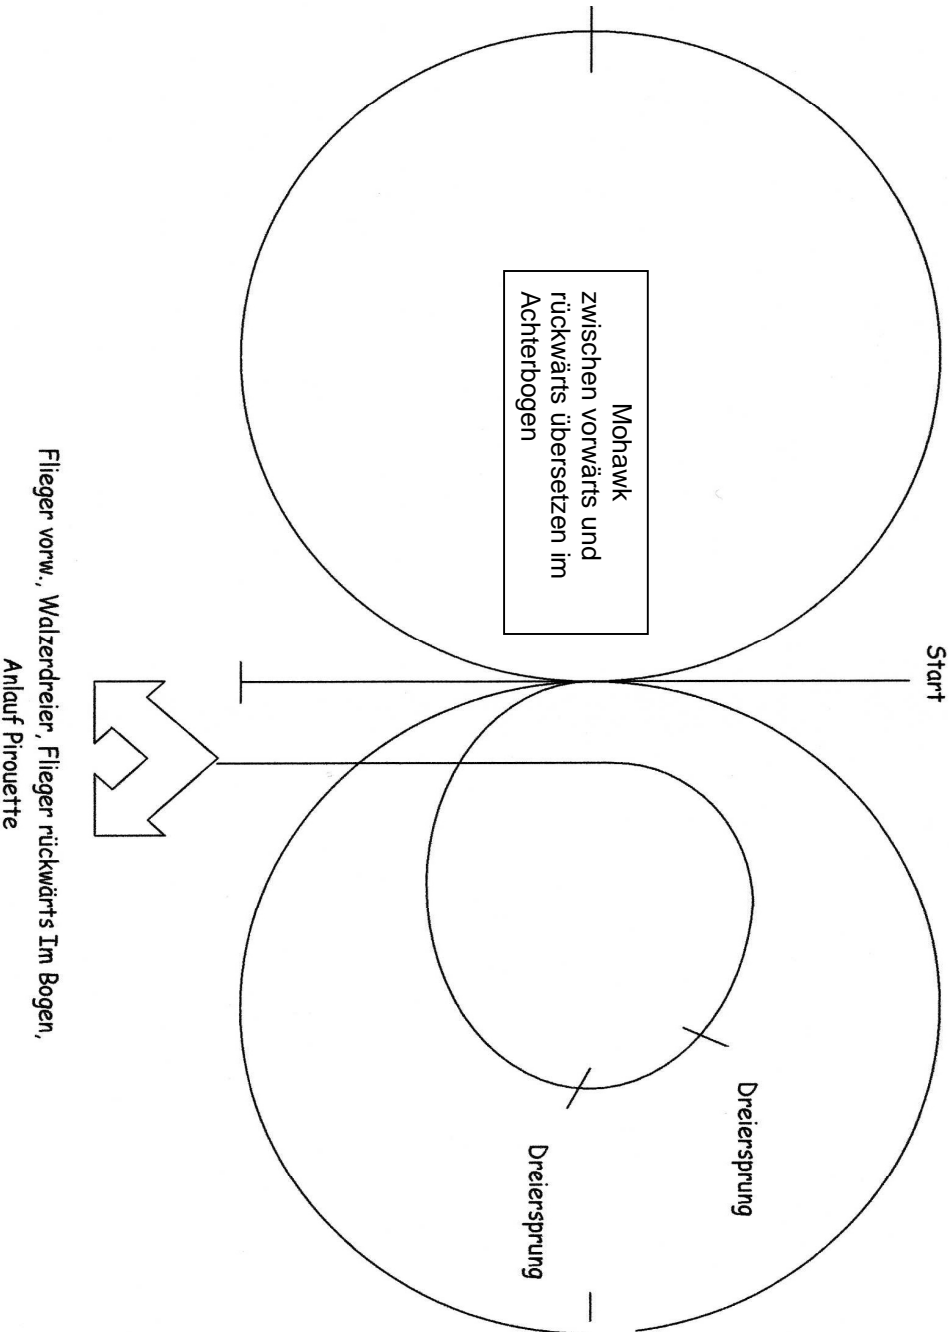 Start
Mohawk
zwischen vorwärts und
rückwärts übersetzen im
Achterbogen
Dreiersprung
Dreiersprung
Flieger vorw., Walzerdreier, Flieger rückwärts Im Bogen,
Anlauf Pirouette